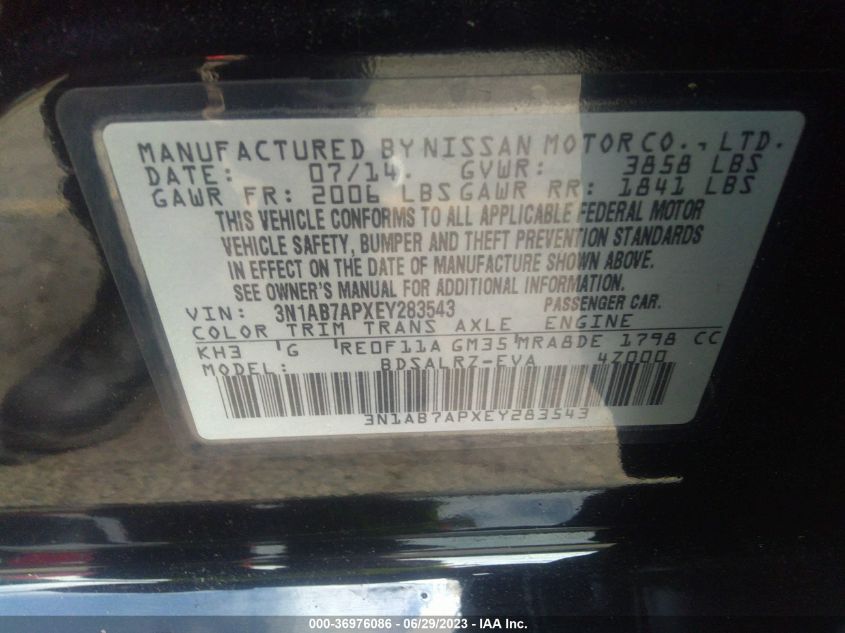 MANUFACTURED BY NISSAN MOTOR CO., LTD.
DATE: 07/14. GVWR: 3858 LBS
GAWR FR: 2006 LBS GAWR RR: 1841 LBS
THIS VEHICLE CONFORMS TO ALL APPLICABLE FEDERAL MOTOR
VEHICLE SAFETY, BUMPER AND THEFT PREVENTION STANDARDS
IN EFFECT ON THE DATE OF MANUFACTURE SHOWN ABOVE.
SEE OWNER'S MANUAL FOR ADDITIONAL INFORMATION
VIN: 3N1AB7APXEY283543 PASSENGER CAR.
COLOR TRIM TRANS AXLE ENGINE
KH3 'G 'RE0F11A GM35 'MRA8DE 1798 CC
MODEL: BDSALRZ-EVA 4Z000
3N1AB7APXEY283543
000-36976086 - 06/29/2023 - IAA Inc.